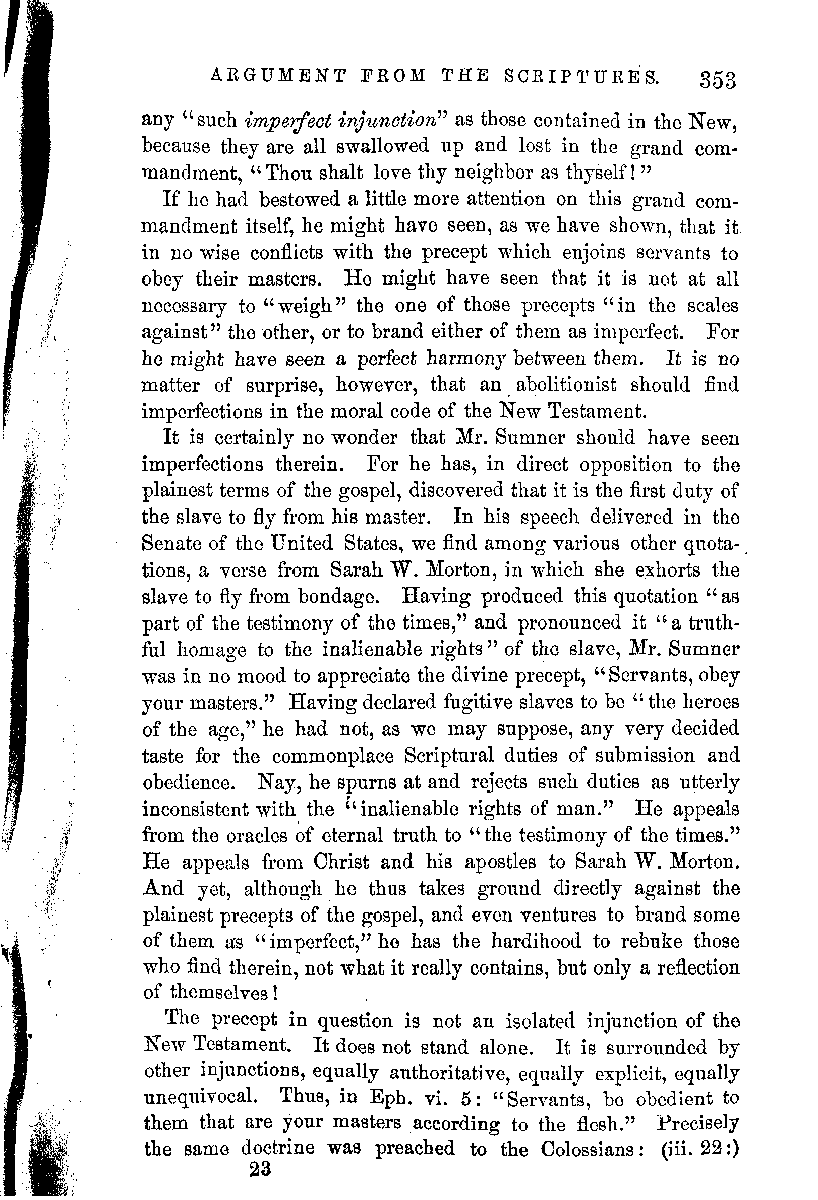 ARGUMENT FROM THE SCRIPTURES. 353
any “such imperfect injunction” as those contained in the New,
because they are all swallowed up and lost in the grand com-
mandment, “Thou shalt love thy neighbor as thyself!”
If he had bestowed a little more attention on this grand com-
mandment itself, he might have seen, as we have shown, that it
in no wise conflicts with the precept which enjoins servants to
obey their masters. He might have seen that it is not at all
necessary to “weigh” the one of those precepts “in the scales
against” the other, or to brand either of them as imperfect. For
he might have seen a perfect harmony between them. It is no
matter of surprise, however, that an abolitionist should find
imperfections in the moral code of the New Testament.
It is certainly no wonder that Mr. Sumner should have seen
imperfections therein. For he has, in direct opposition to the
plainest terms of the gospel, discovered that it is the first duty of
the slave to fly from his master. In his speech delivered in the
Senate of the United States, we find among various other quota-
tions, a verse from Sarah W. Morton, in which she exhorts the
slave to fly from bondage. Having produced this quotation “as
part of the testimony of the times,” and pronounced it “a truth-
ful homage to the inalienable rights” of the slave, Mr. Sumner
was in no mood to appreciate the divine precept, “Servants, obey
your masters.” Having declared fugitive slaves to be “the heroes
of the age,” he had not, as we may suppose, any very decided
taste for the commonplace Scriptural duties of submission and
obedience. Nay, he spurns at and rejects such duties as utterly
inconsistent with the “inalienable rights of man.” He appeals
from the oracles of eternal truth to “the testimony of the times.”
He appeals from Christ and his apostles to Sarah W. Morton.
And yet, although he thus takes ground directly against the
plainest precepts of the gospel, and even ventures to brand some
of them as “imperfect,” he has the hardihood to rebuke those
who find therein, not what it really contains, but only a reflection
of themselves!
The precept in question is not an isolated injunction of the
New Testament. It does not stand alone. It is surrounded by
other injunctions, equally authoritative, equally explicit, equally
unequivocal. Thus, in Eph. vi. 5: “Servants, be obedient to
them that are your masters according to the flesh.” Precisely
the same doctrine was preached to the Colossians: (iii. 22:)
23